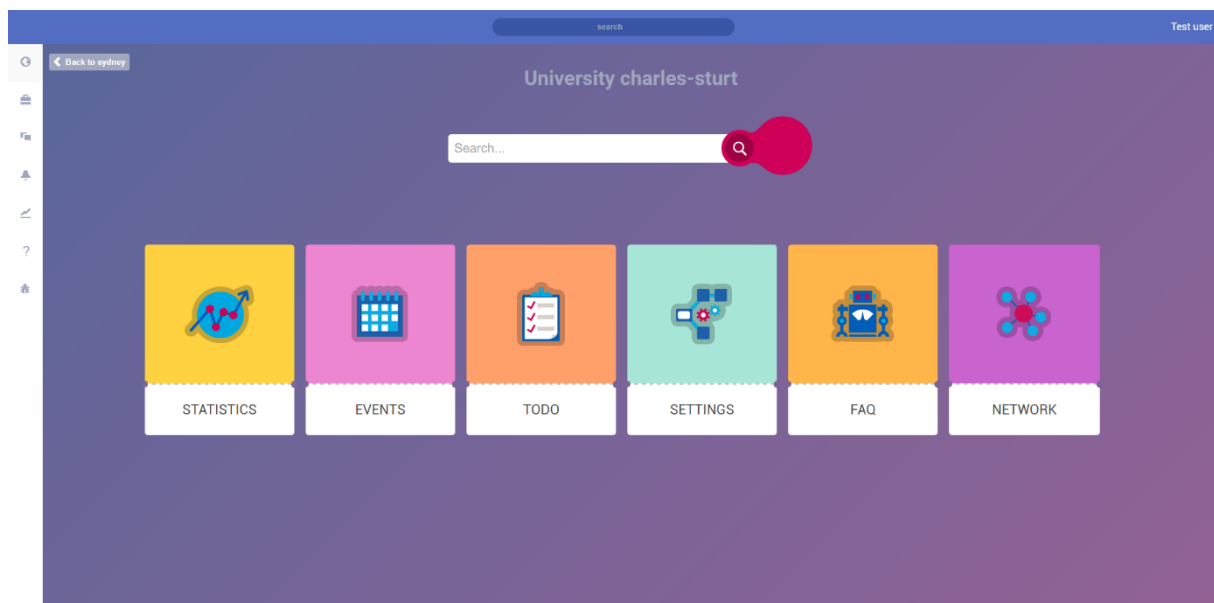 search
Test user
Back to sydney
University charles-sturt
Search...
STATISTICS
EVENTS
TODO
SETTINGS
FAQ
NETWORK